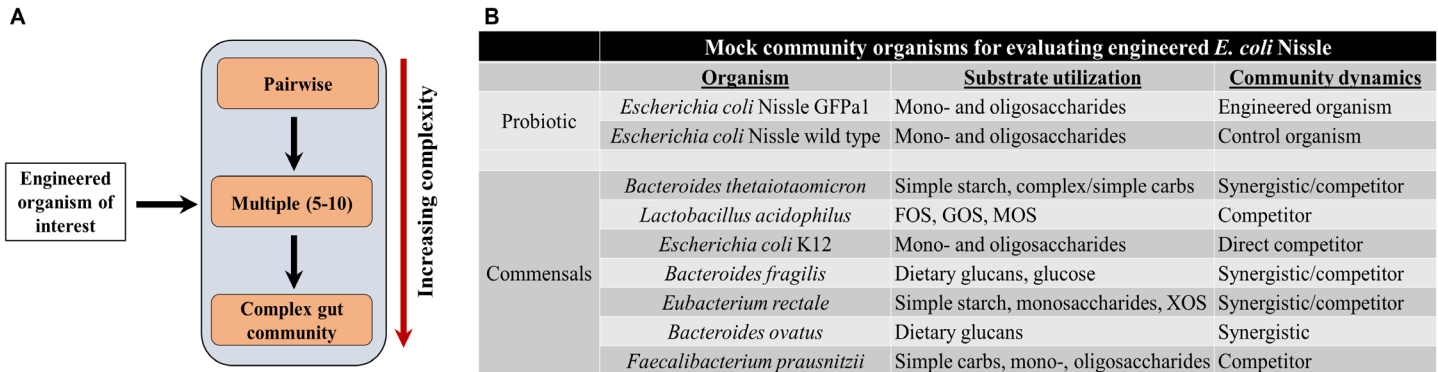 A
Pairwise
Engineered
organism of
interest
Multiple (5-10)
Complex gut
community
Increasing complexity
B
Mock community organisms for evaluating engineered E. coli Nissle
Organism Substrate utilization Community dynamics
Probiotic
Escherichia coli Nissle GFPa1 Mono- and oligosaccharides Engineered organism
Escherichia coli Nissle wild type Mono- and oligosaccharides Control organism
Commensals
Bacteroides thetaiotaomicron Simple starch, complex/simple carbs Synergistic/competitor
Lactobacillus acidophilus FOS, GOS, MOS Competitor
Escherichia coli K12 Mono- and oligosaccharides Direct competitor
Bacteroides fragilis Dietary glucans, glucose Synergistic/competitor
Eubacterium rectale Simple starch, monosaccharides, XOS Synergistic/competitor
Bacteroides ovatus Dietary glucans Synergistic
Faecalibacterium prausnitzii Simple carbs, mono-, oligosaccharides Competitor